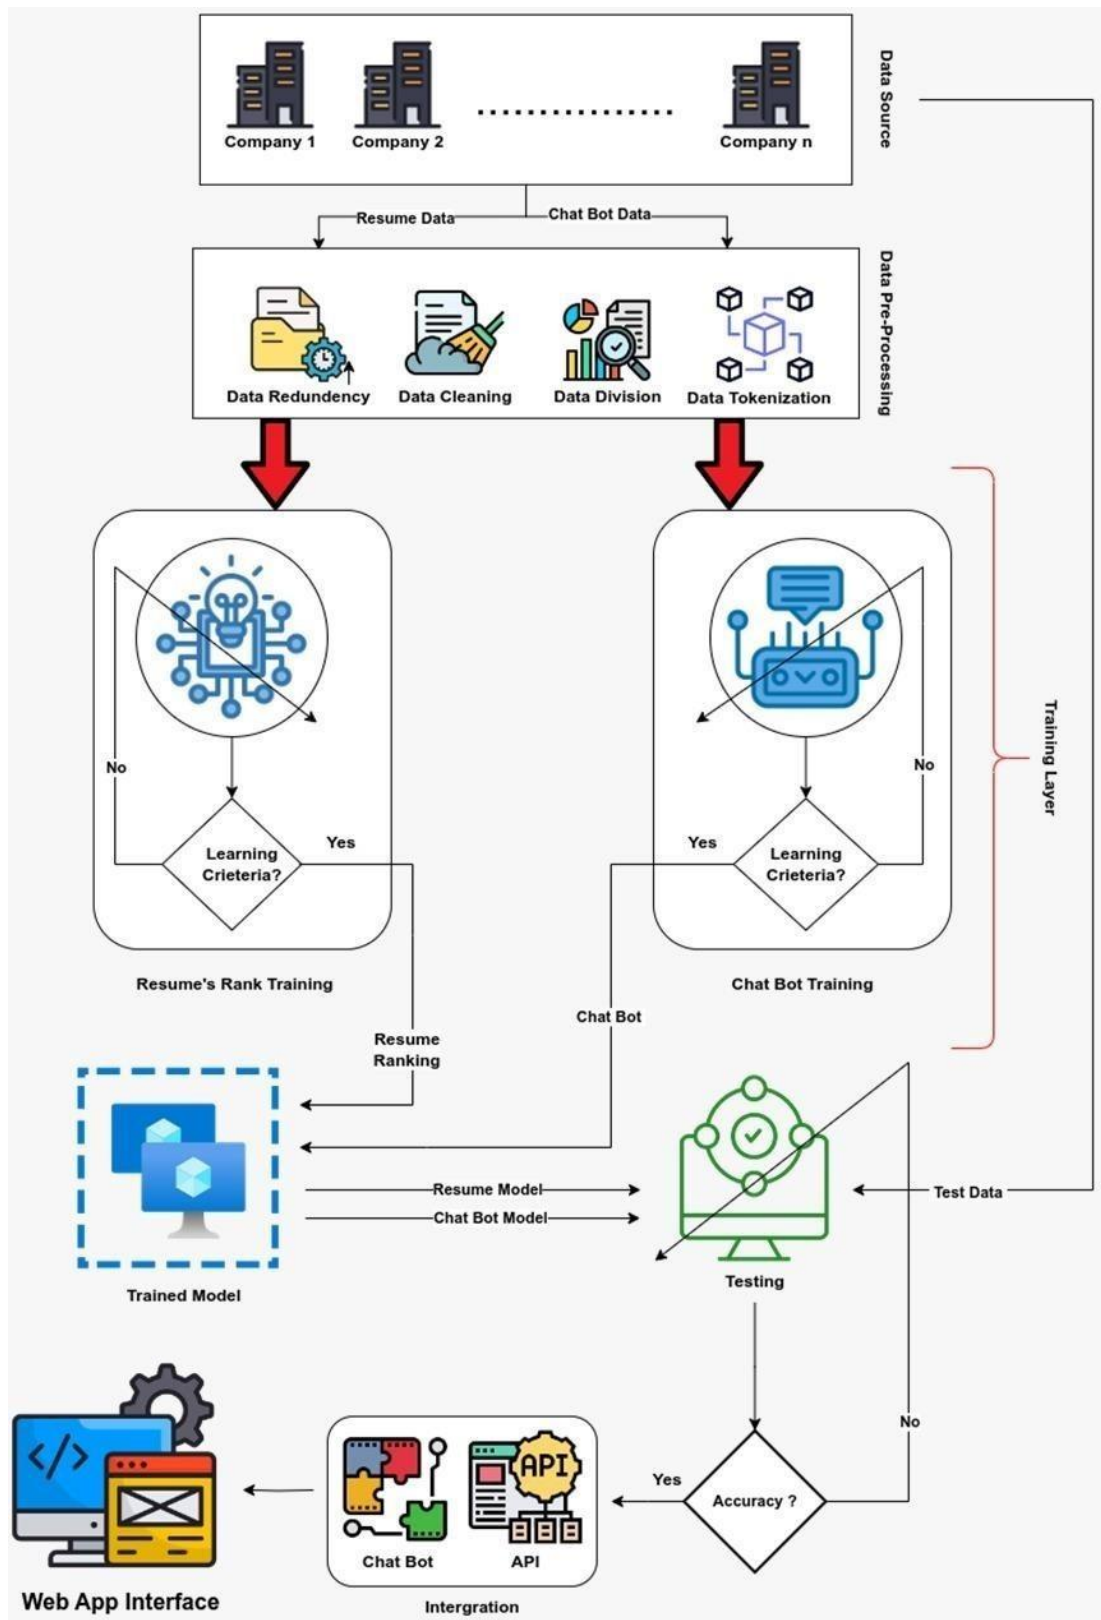 Company 1
Company 2
Company n
Data Source
Resume Data
Chat Bot Data
Data Redundency
Data Cleaning
Data Division
Data Tokenization
Data Pre-Processing
No
Learning
Crieteria?
Yes
Resume's Rank Training
No
Learning
Crieteria?
Yes
Chat Bot Training
Training Layer
Resume
Ranking
Chat Bot
Trained Model
Resume Model
Chat Bot Model
Test Data
Testing
Accuracy ?
No
Yes
Chat Bot
API
API
Intergration
Web App Interface